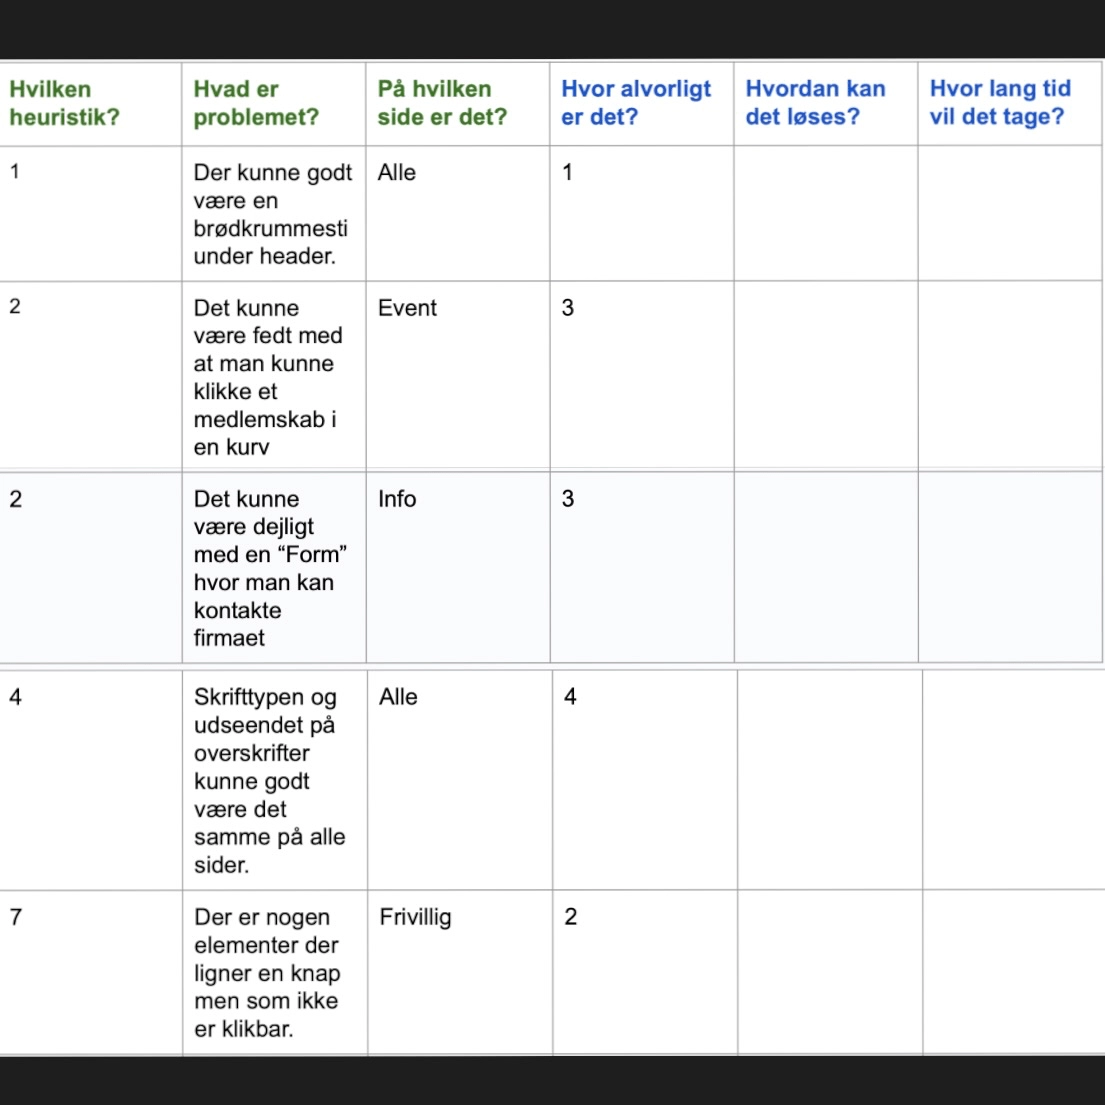 Hvilken heuristik?
Hvad er problemet?
På hvilken side er det?
Hvor alvorligt er det?
Hvordan kan det løses?
Hvor lang tid vil det tage?
1
Der kunne godt
være en
brødkrummesti
under header.
Alle
1
2
Det kunne
være fedt med
at man kunne
klikke et
medlemskab i
en kurv
Event
3
2
Det kunne
være dejligt
med en “Form”
hvor man kan
kontakte
firmaet
Info
3
4
Skrifttypen og
udseendet på
overskrifter
kunne godt
være det
samme på alle
sider.
Alle
4
7
Der er nogen
elementer der
ligner en knap
men som ikke
er klikbar.
Frivillig
2